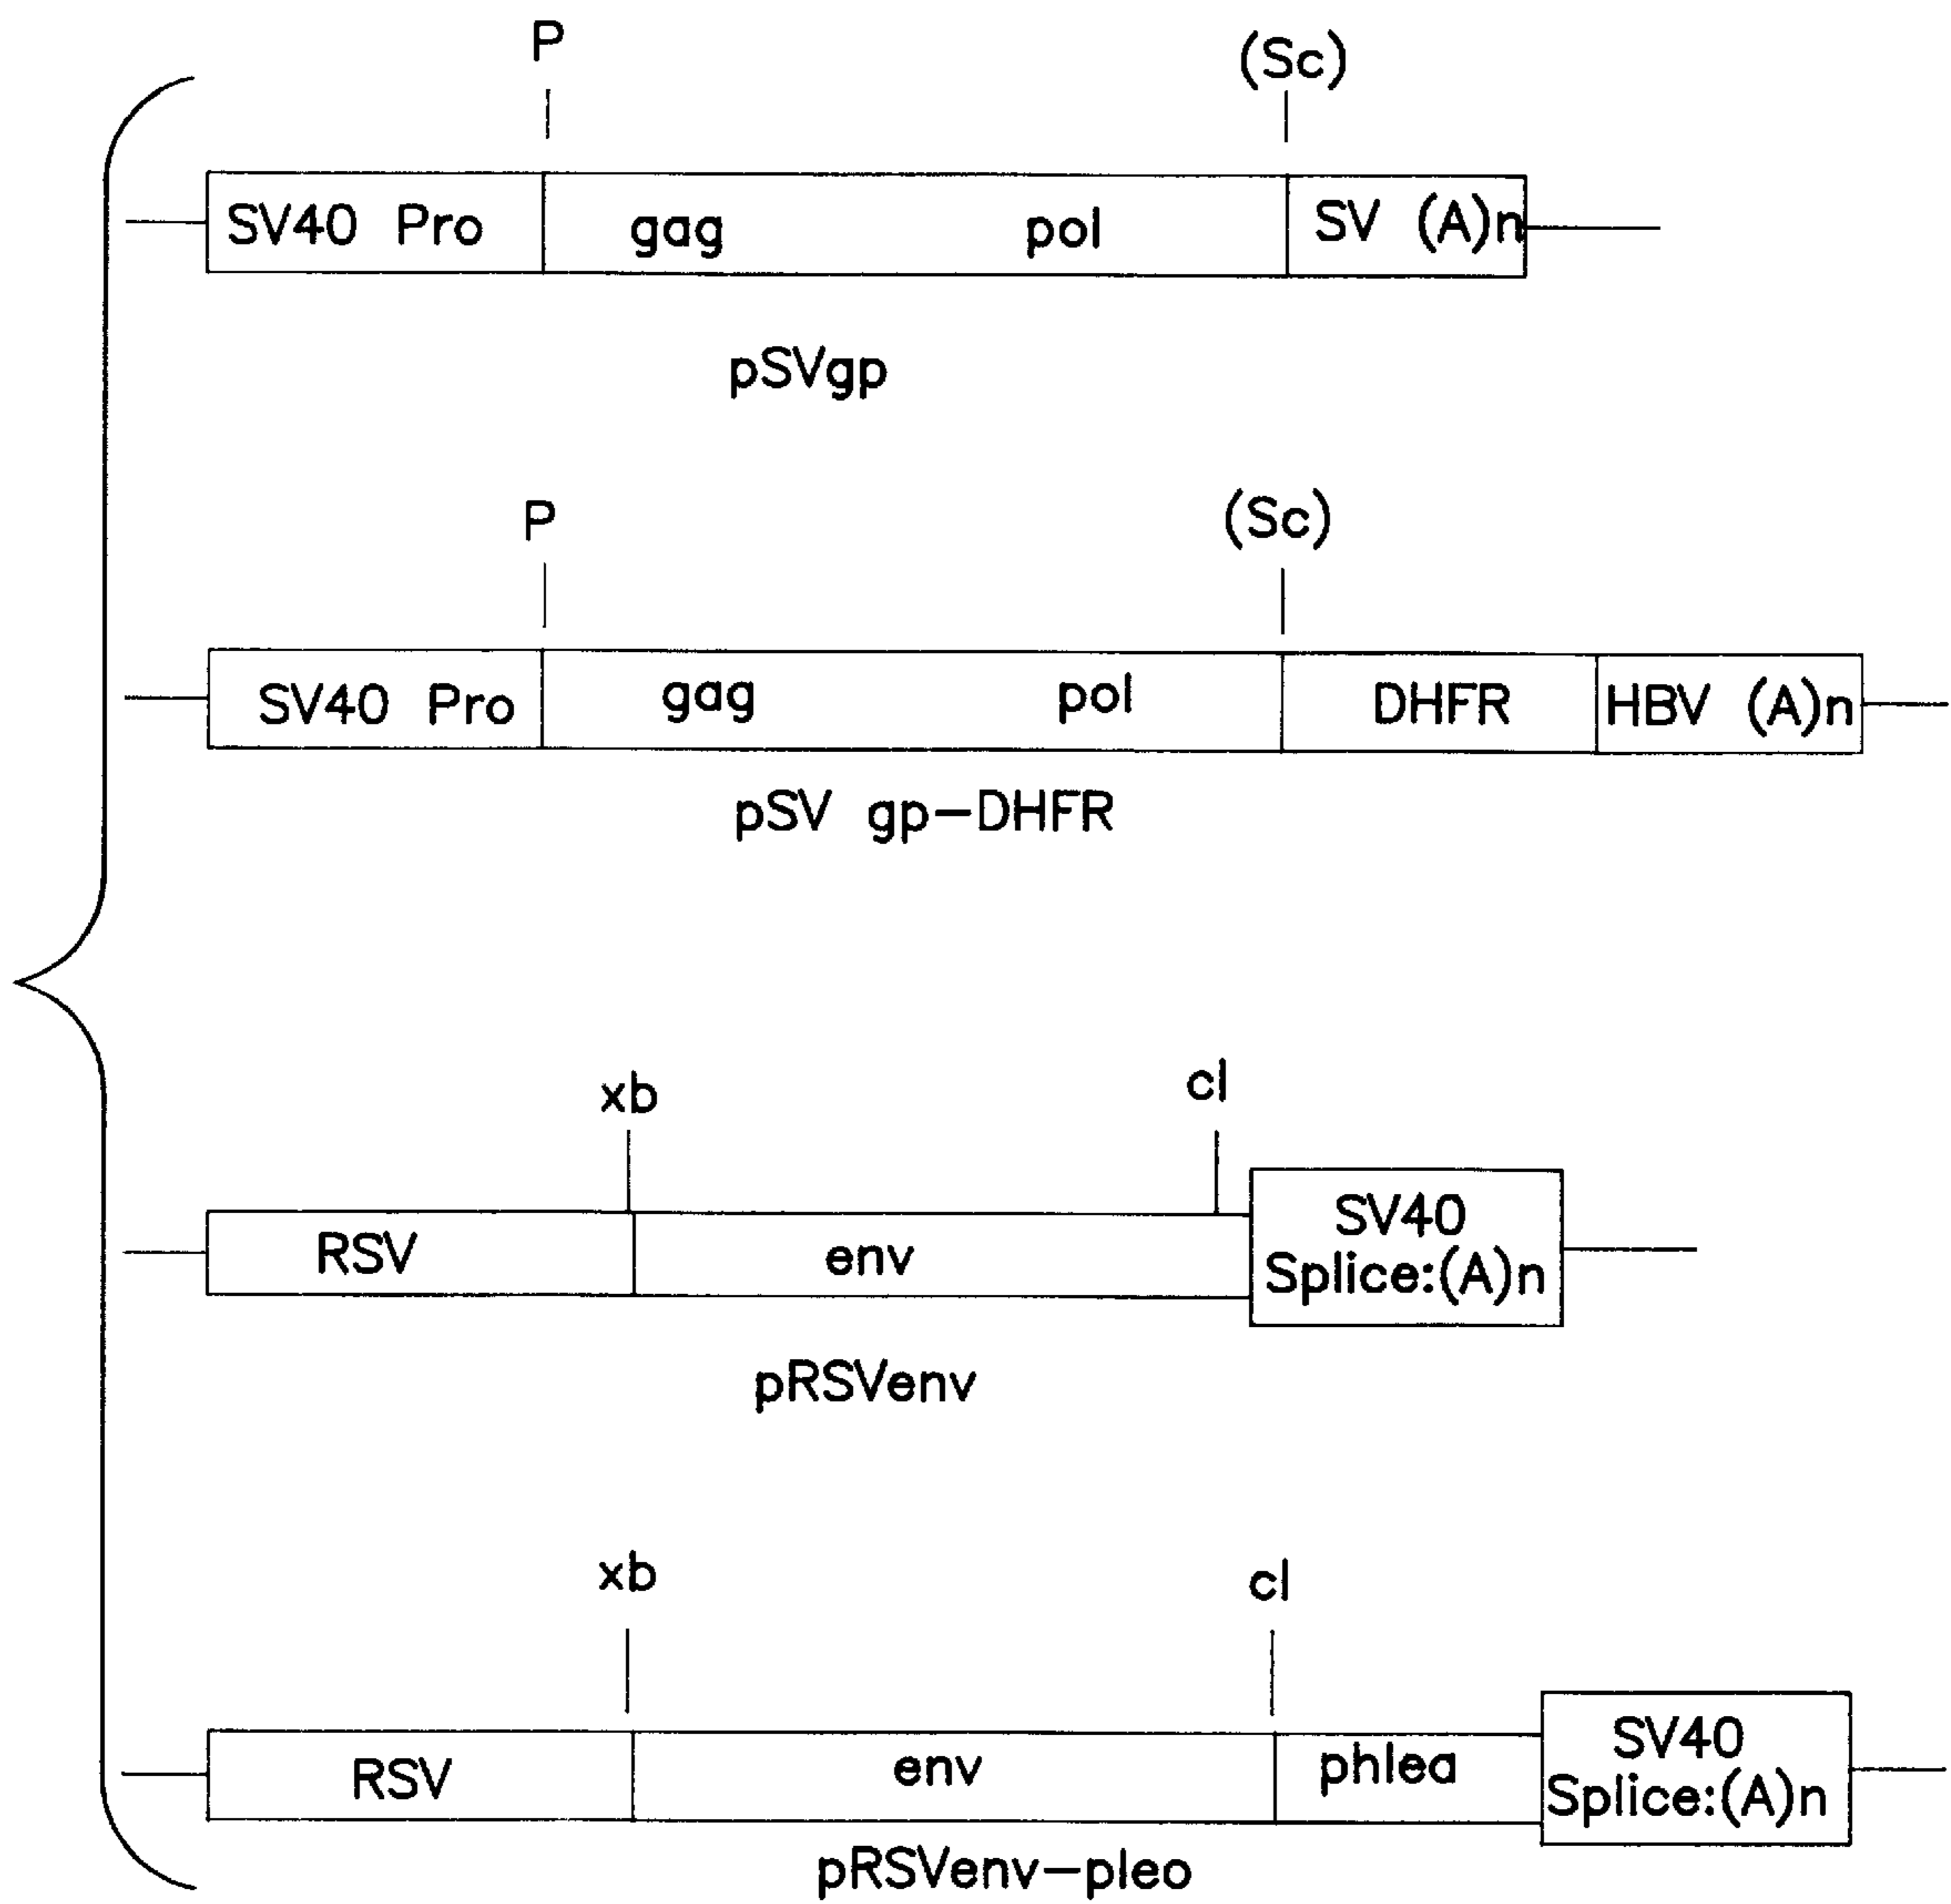 P (Sc)
SV40 Pro gag pol SV (A)n
pSVgp
P (Sc)
SV40 Pro gag pol DHFR HBV (A)n
pSV gp-DHFR
xb cl
RSV env SV40
Splice:(A)n
pRSVenv
xb cl
RSV env phlea SV40
Splice:(A)n
pRSVenv-pleo